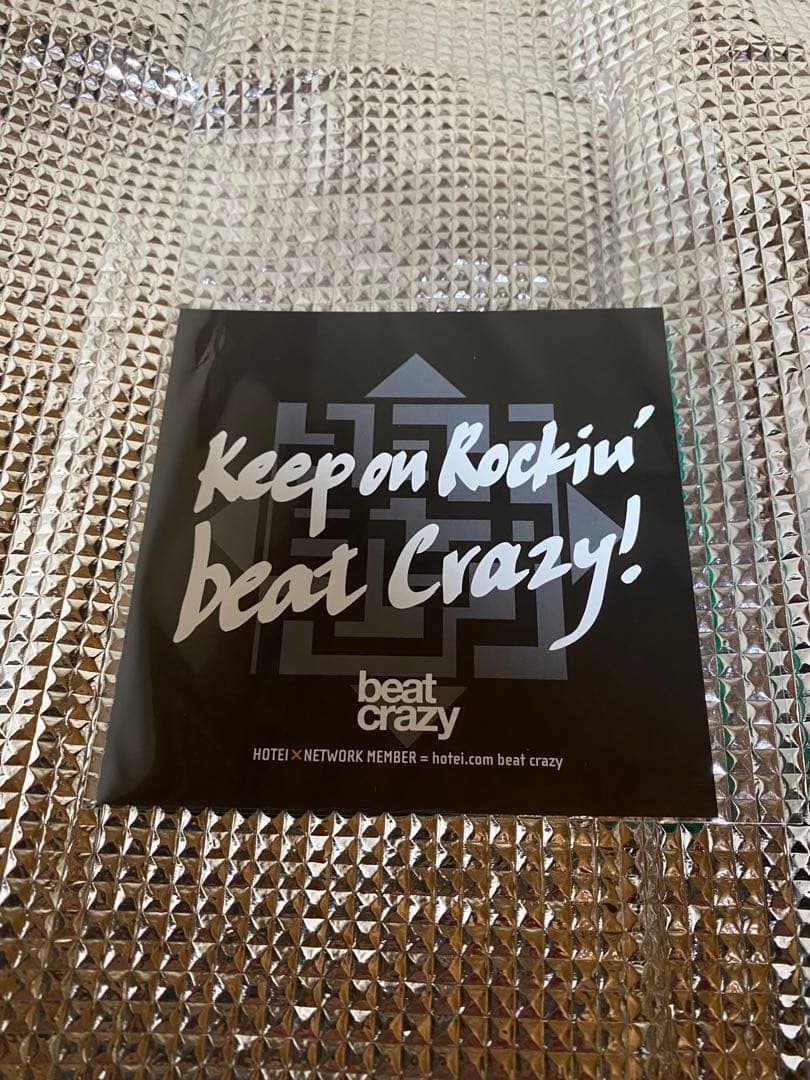 Keep on Rockin'
beat Crazy!
beat
crazy
HOTEI×NETWORK MEMBER = hotei.com beat crazy